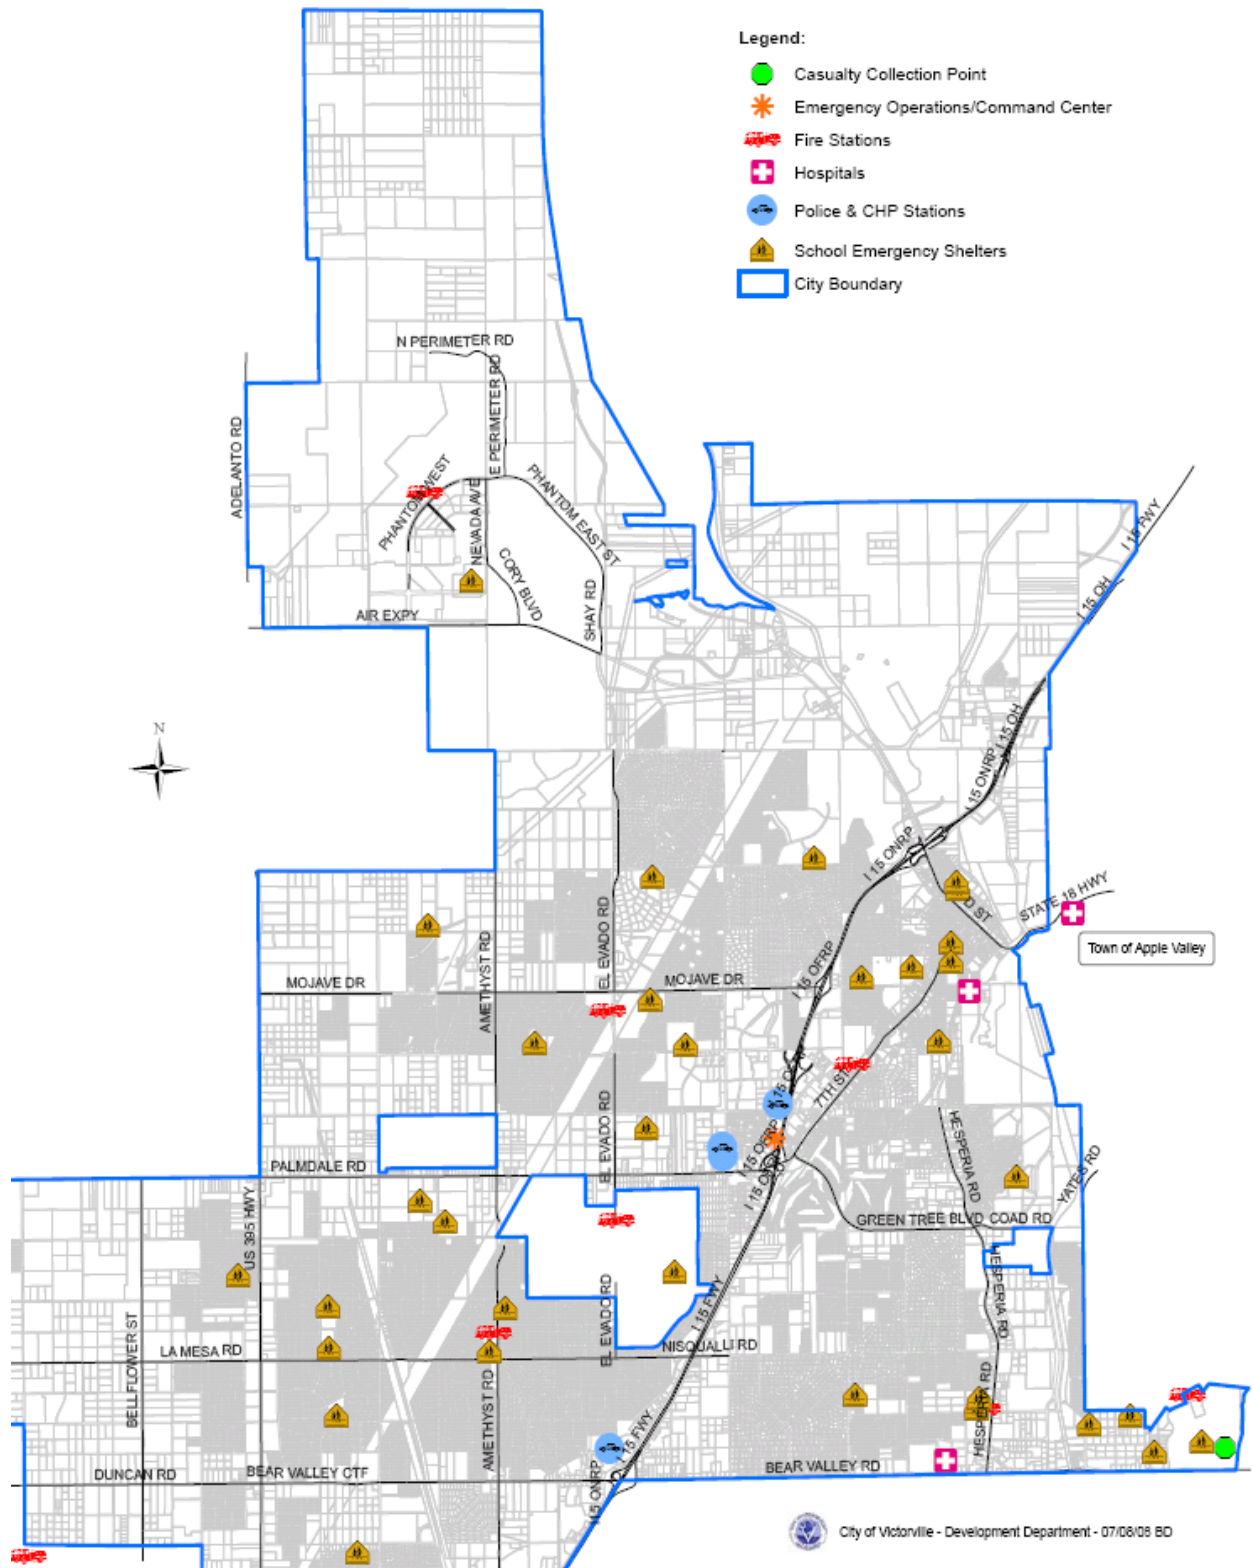 Legend:
Casualty Collection Point
Emergency Operations/Command Center
Fire Stations
Hospitals
Police & CHP Stations
School Emergency Shelters
City Boundary
N PERIMETER RD
E PERIMETER RD
ADELANTO RD
PHANTOM WEST
NEVADA AVE
PHANTOM EAST ST
CORY BLVD
SHAY RD
AIR EXPY
I 15 FWY
I 15 OH
N
I 15 OH
I 15 ONRP
I 15 ONRP
D ST
STATE 18 HWY
Town of Apple Valley
EL EVADO RD
AMETHYST RD
MOJAVE DR
MOJAVE DR
I 15 OFRP
7TH ST
EL EVADO RD
I 15 OFRP
HESPERIA RD
YATES RD
PALMDALE RD
GREEN TREE BLVD COAD RD
US 395 HWY
HESPERIA RD
EL EVADO RD
I 15 FWY
BELLFLOWER ST
LA MESA RD
NISQUALLI RD
AMETHYST RD
HESPERIA RD
I 15 FWY
I 15 ONRP
DUNCAN RD
BEAR VALLEY CTF
BEAR VALLEY RD
City of Victorville - Development Department - 07/08/08 BD